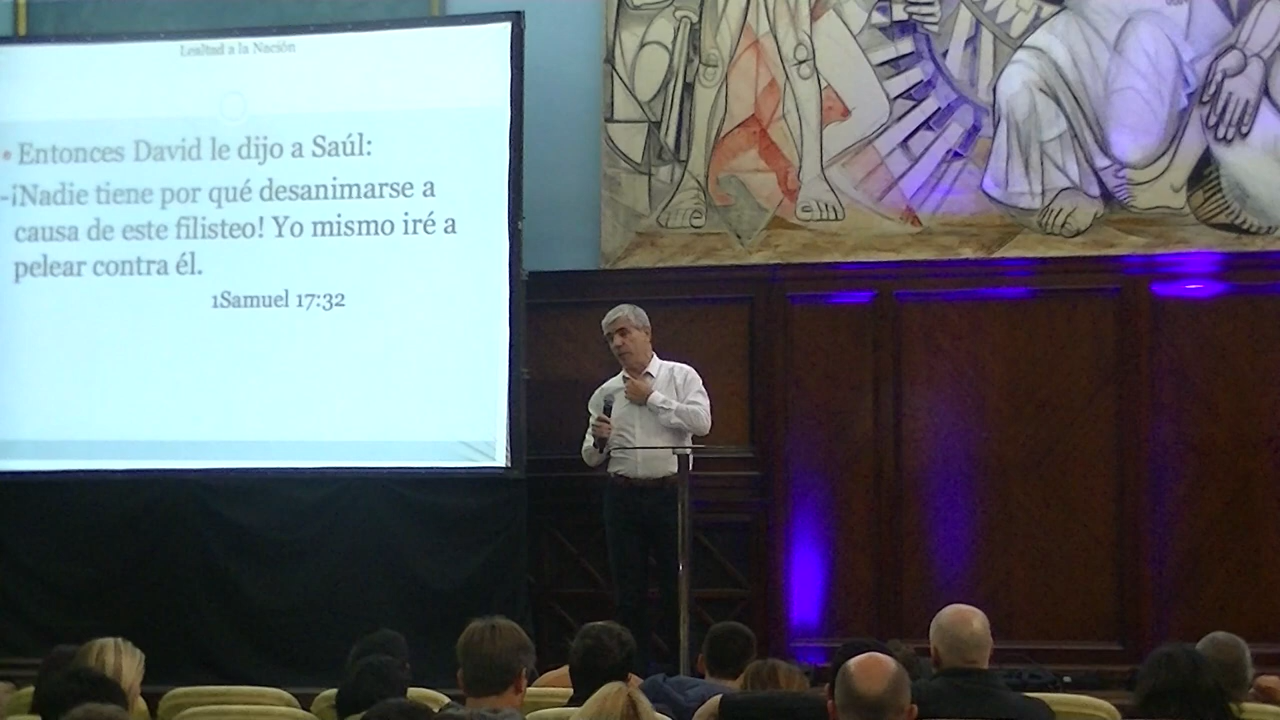 Lealtad a la Nación
• Entonces David le dijo a Saúl:
-¡Nadie tiene por qué desanimarse a
causa de este filisteo! Yo mismo iré a
pelear contra él.
1Samuel 17:32